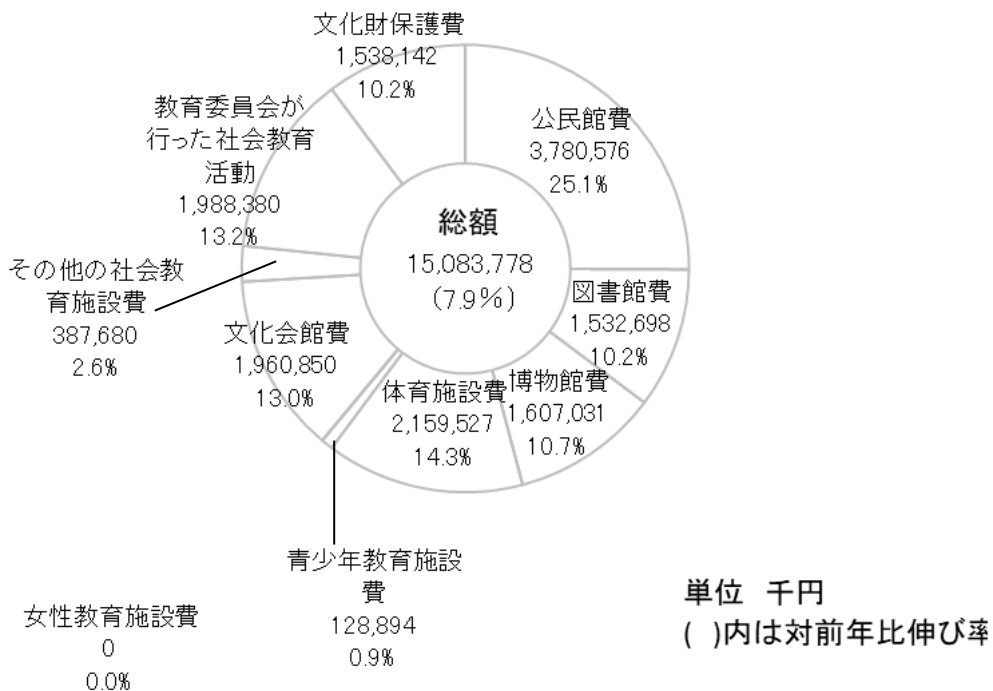 文化財保護費
1,538,142
10.2%
公民館費
3,780,576
25.1%
教育委員会が
行った社会教育
活動
1,988,380
13.2%
総額
15,083,778
(7.9%)
その他の社会教
育施設費
387,680
2.6%
図書館費
1,532,698
10.2%
文化会館費
1,960,850
13.0%
体育施設費
2,159,527
14.3%
博物館費
1,607,031
10.7%
青少年教育施設
費
128,894
0.9%
女性教育施設費
0
0.0%
単位 千円
( )内は対前年比伸び率